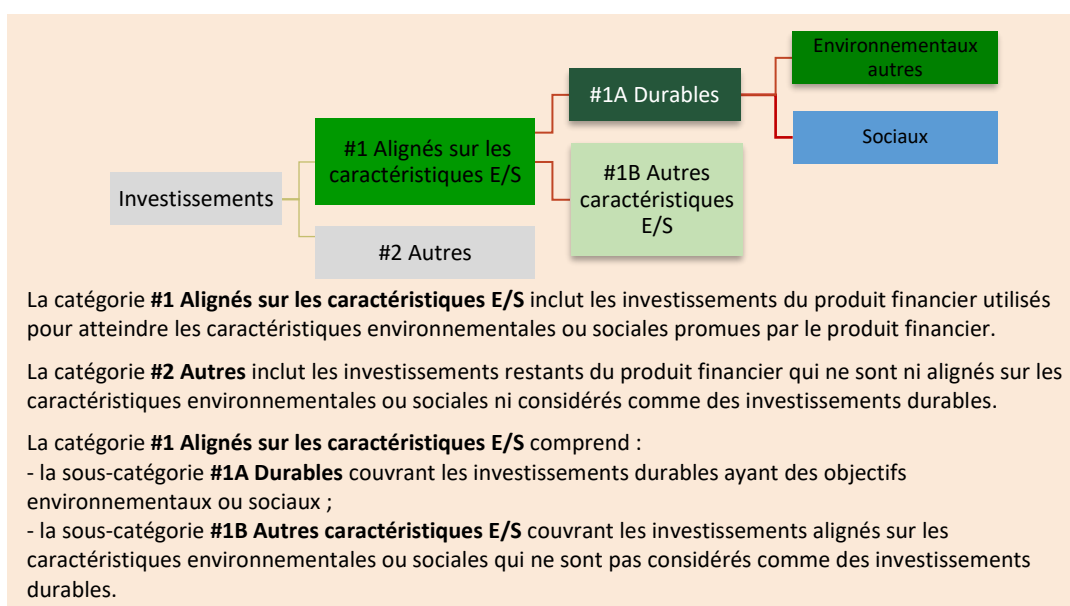 Environnementaux
autres
#1A Durables
Sociaux
#1 Alignés sur les
caractéristiques E/S
#1B Autres
caractéristiques
E/S
Investissements
#2 Autres
La catégorie #1 Alignés sur les caractéristiques E/S inclut les investissements du produit financier utilisés
pour atteindre les caractéristiques environnementales ou sociales promues par le produit financier.
La catégorie #2 Autres inclut les investissements restants du produit financier qui ne sont ni alignés sur les
caractéristiques environnementales ou sociales ni considérés comme des investissements durables.
La catégorie #1 Alignés sur les caractéristiques E/S comprend :
- la sous-catégorie #1A Durables couvrant les investissements durables ayant des objectifs
environnementaux ou sociaux ;
- la sous-catégorie #1B Autres caractéristiques E/S couvrant les investissements alignés sur les
caractéristiques environnementales ou sociales qui ne sont pas considérés comme des investissements
durables.